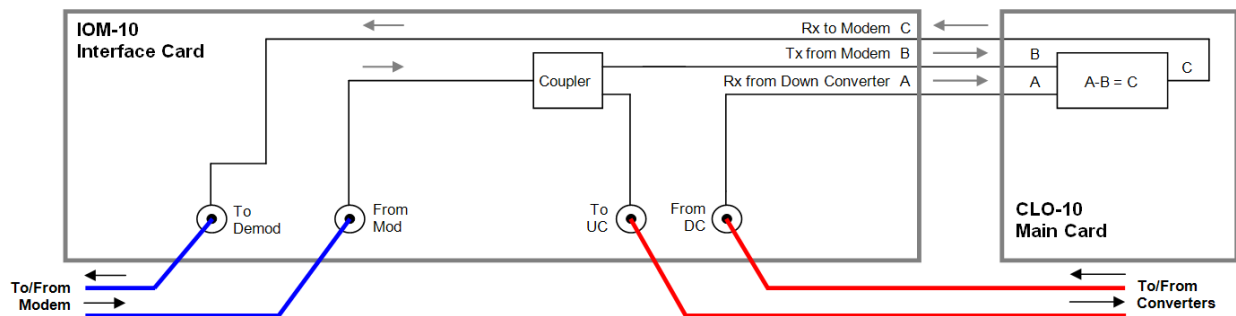 IOM-10
Interface Card
Rx to Modem C
Tx from Modem B
Rx from Down Converter A
Coupler
B
A
A-B = C
C
To
Demod
From
Mod
To
UC
From
DC
CLO-10
Main Card
To/From
Modem
To/From
Converters